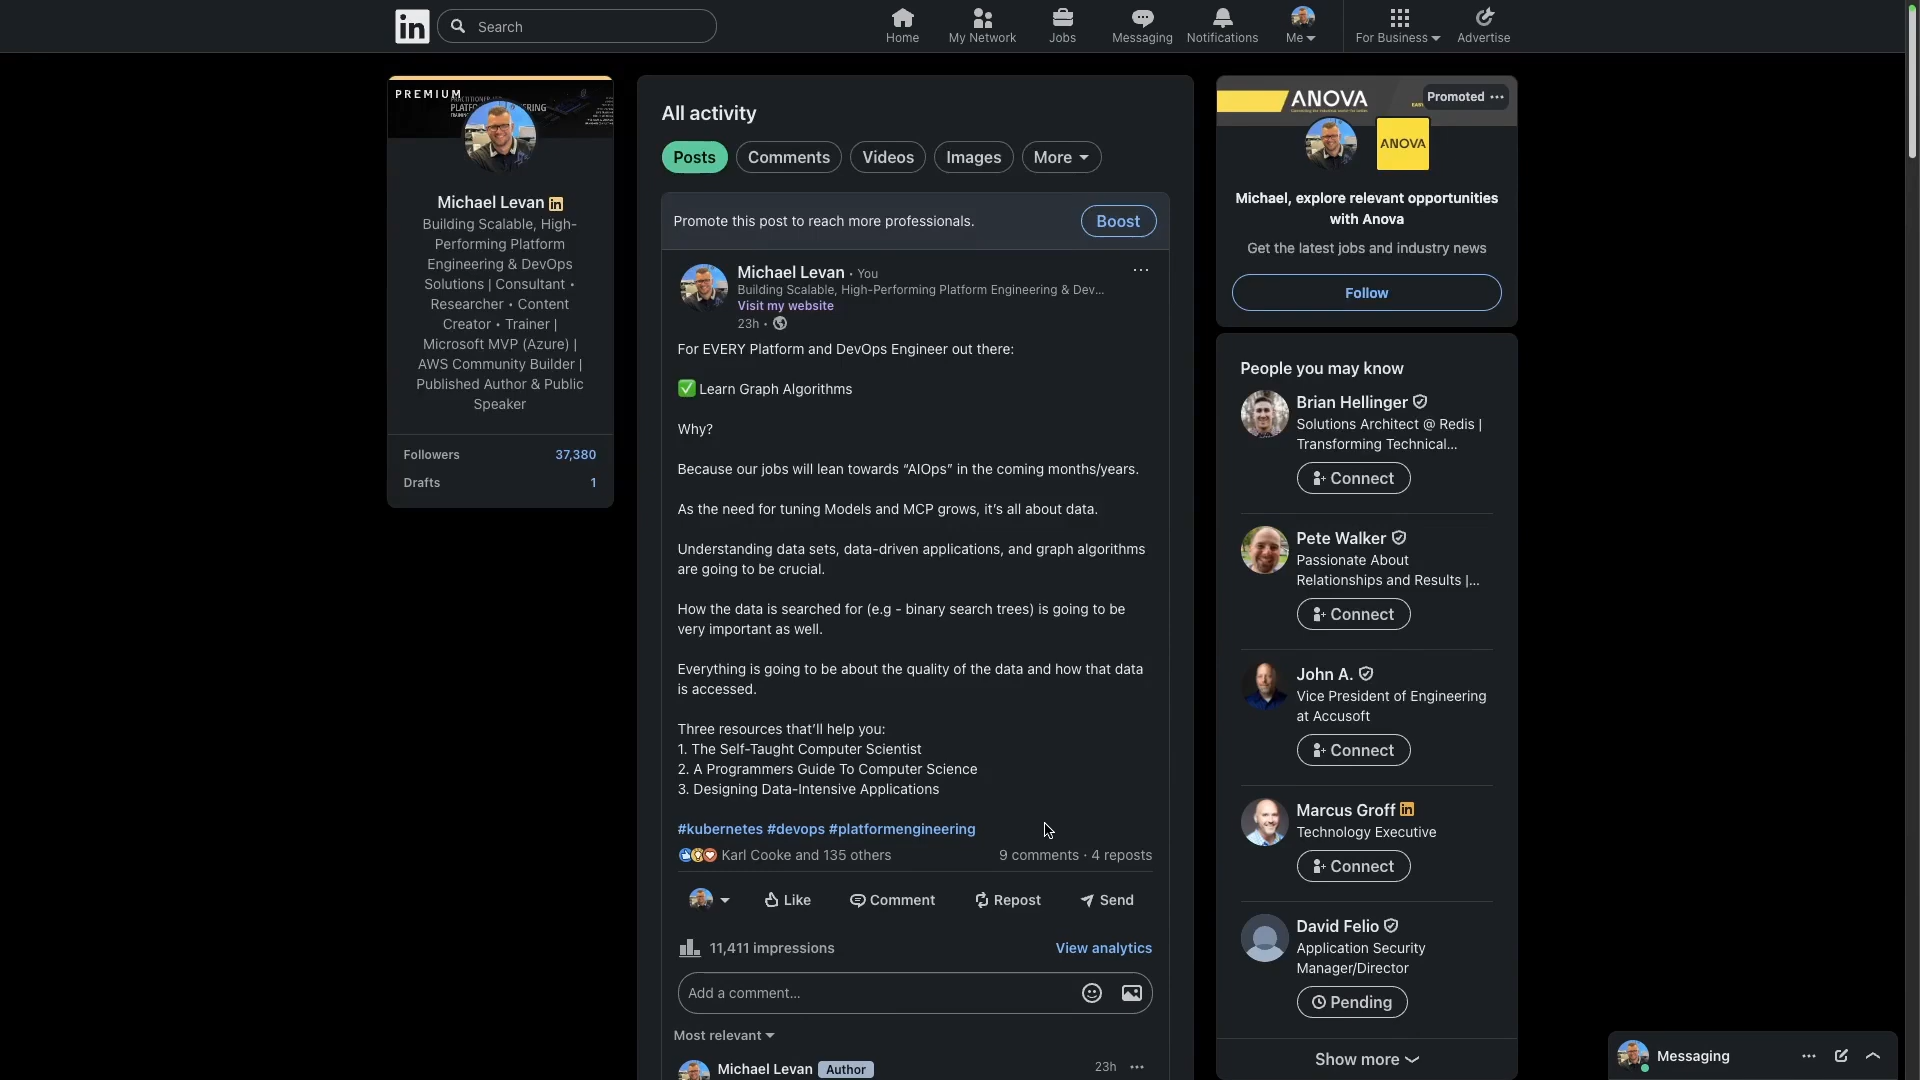 in
Search
Home
My Network
Jobs
Messaging
Notifications
Me
For Business
Advertise
PREMIUM
Michael Levan in
Building Scalable, High-
Performing Platform
Engineering & DevOps
Solutions | Consultant •
Researcher • Content
Creator • Trainer |
Microsoft MVP (Azure) |
AWS Community Builder |
Published Author & Public
Speaker
Followers 37,380
Drafts 1
All activity
Posts Comments Videos Images More
Promote this post to reach more professionals. Boost
Michael Levan • You
Building Scalable, High-Performing Platform Engineering & Dev...
Visit my website
23h •
For EVERY Platform and DevOps Engineer out there:
✅ Learn Graph Algorithms
Why?
Because our jobs will lean towards “AIOps” in the coming months/years.
As the need for tuning Models and MCP grows, it’s all about data.
Understanding data sets, data-driven applications, and graph algorithms
are going to be crucial.
How the data is searched for (e.g - binary search trees) is going to be
very important as well.
Everything is going to be about the quality of the data and how that data
is accessed.
Three resources that’ll help you:
1. The Self-Taught Computer Scientist
2. A Programmers Guide To Computer Science
3. Designing Data-Intensive Applications
#kubernetes #devops #platformengineering
Karl Cooke and 135 others 9 comments · 4 reposts
Like Comment Repost Send
11,411 impressions View analytics
Add a comment...
Most relevant
Michael Levan Author 23h
ANOVA
Promoted
ANOVA
Michael, explore relevant opportunities
with Anova
Get the latest jobs and industry news
Follow
People you may know
Brian Hellinger
Solutions Architect @ Redis |
Transforming Technical...
Connect
Pete Walker
Passionate About
Relationships and Results |...
Connect
John A.
Vice President of Engineering
at Accusoft
Connect
Marcus Groff in
Technology Executive
Connect
David Felio
Application Security
Manager/Director
Pending
Show more
Messaging